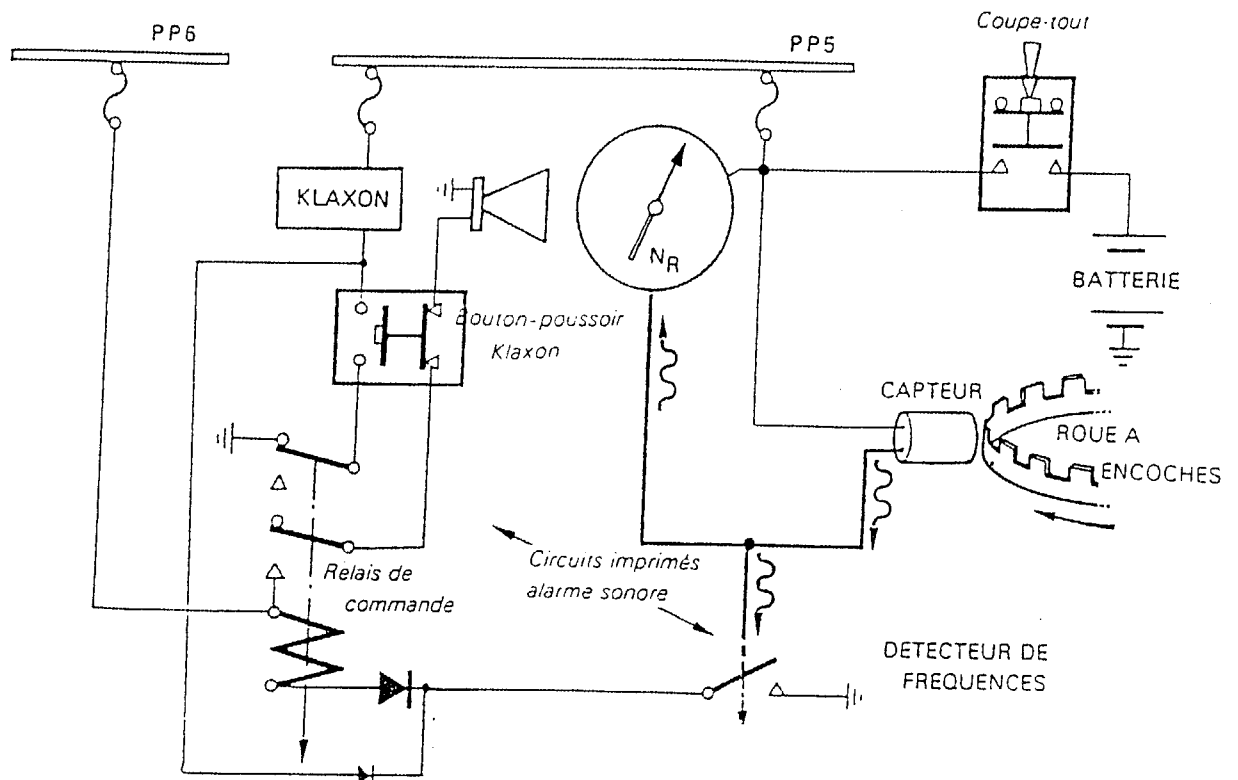 PP6
PP5
Coupe-tout
KLAXON
N_R
BATTERIE
Bouton-poussoir
Klaxon
CAPTEUR
ROUE A
ENCOCHES
Circuits imprimés
alarme sonore
Relais de
commande
DETECTEUR DE
FREQUENCES